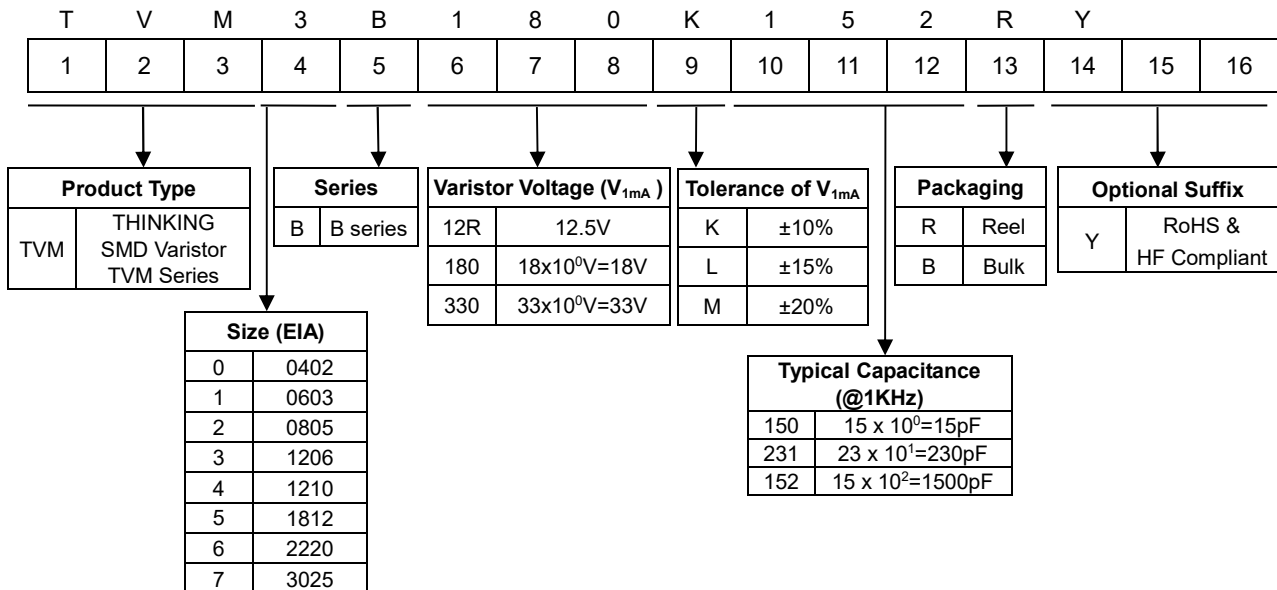 T V M 3 B 1 8 0 K 1 5 2 R Y
1 2 3 4 5 6 7 8 9 10 11 12 13 14 15 16
Product Type
TVM THINKING
SMD Varistor
TVM Series
Series
B B series
Varistor Voltage (V1mA )
12R 12.5V
180 18x10⁰V=18V
330 33x10⁰V=33V
Tolerance of V1mA
K ±10%
L ±15%
M ±20%
Packaging
R Reel
B Bulk
Optional Suffix
Y RoHS &
HF Compliant
Size (EIA)
0 0402
1 0603
2 0805
3 1206
4 1210
5 1812
6 2220
7 3025
Typical Capacitance
(@1KHz)
150 15 x 10⁰=15pF
231 23 x 10¹=230pF
152 15 x 10²=1500pF